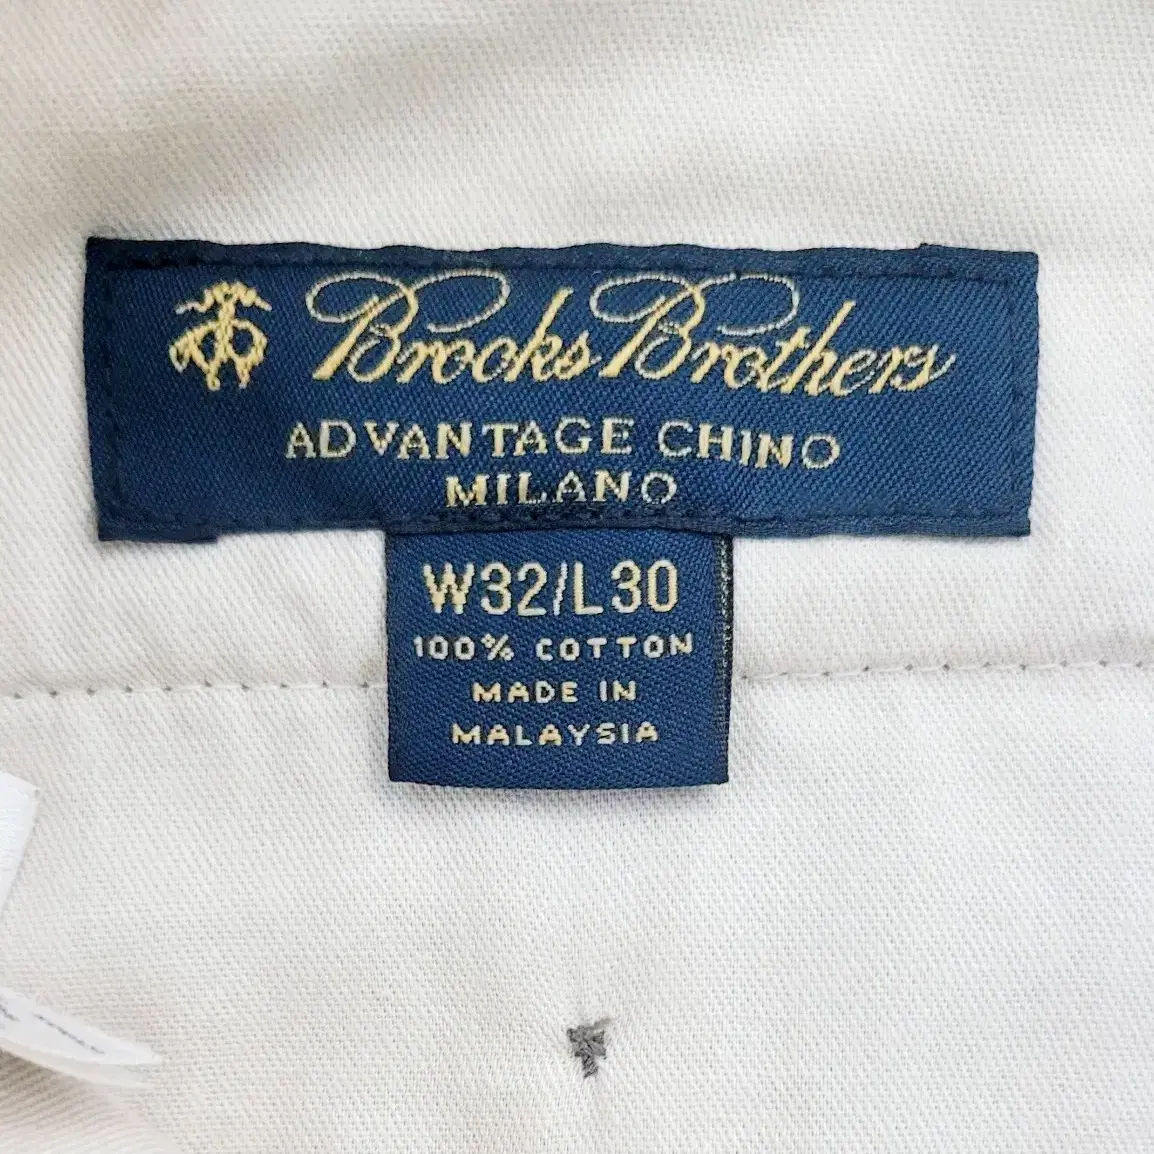 Brooks Brothers
ADVANTAGE CHINO
MILANO
W32/L30
100% COTTON
MADE IN
MALAYSIA